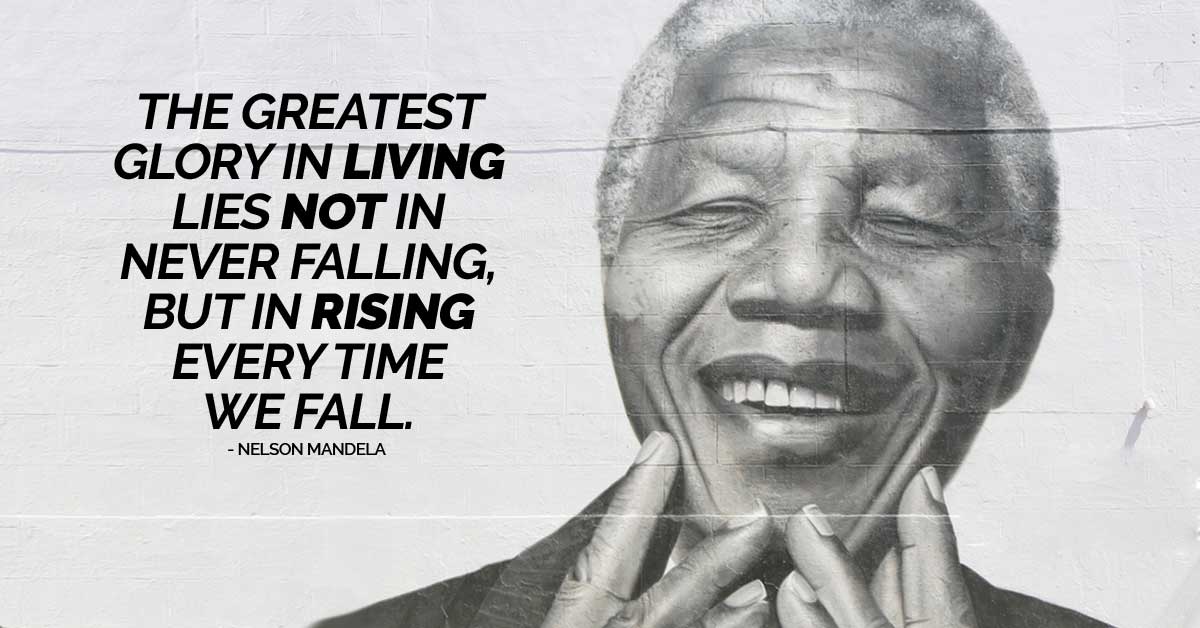 THE GREATEST
GLORY IN LIVING
LIES NOT IN
NEVER FALLING,
BUT IN RISING
EVERY TIME
WE FALL.
- NELSON MANDELA